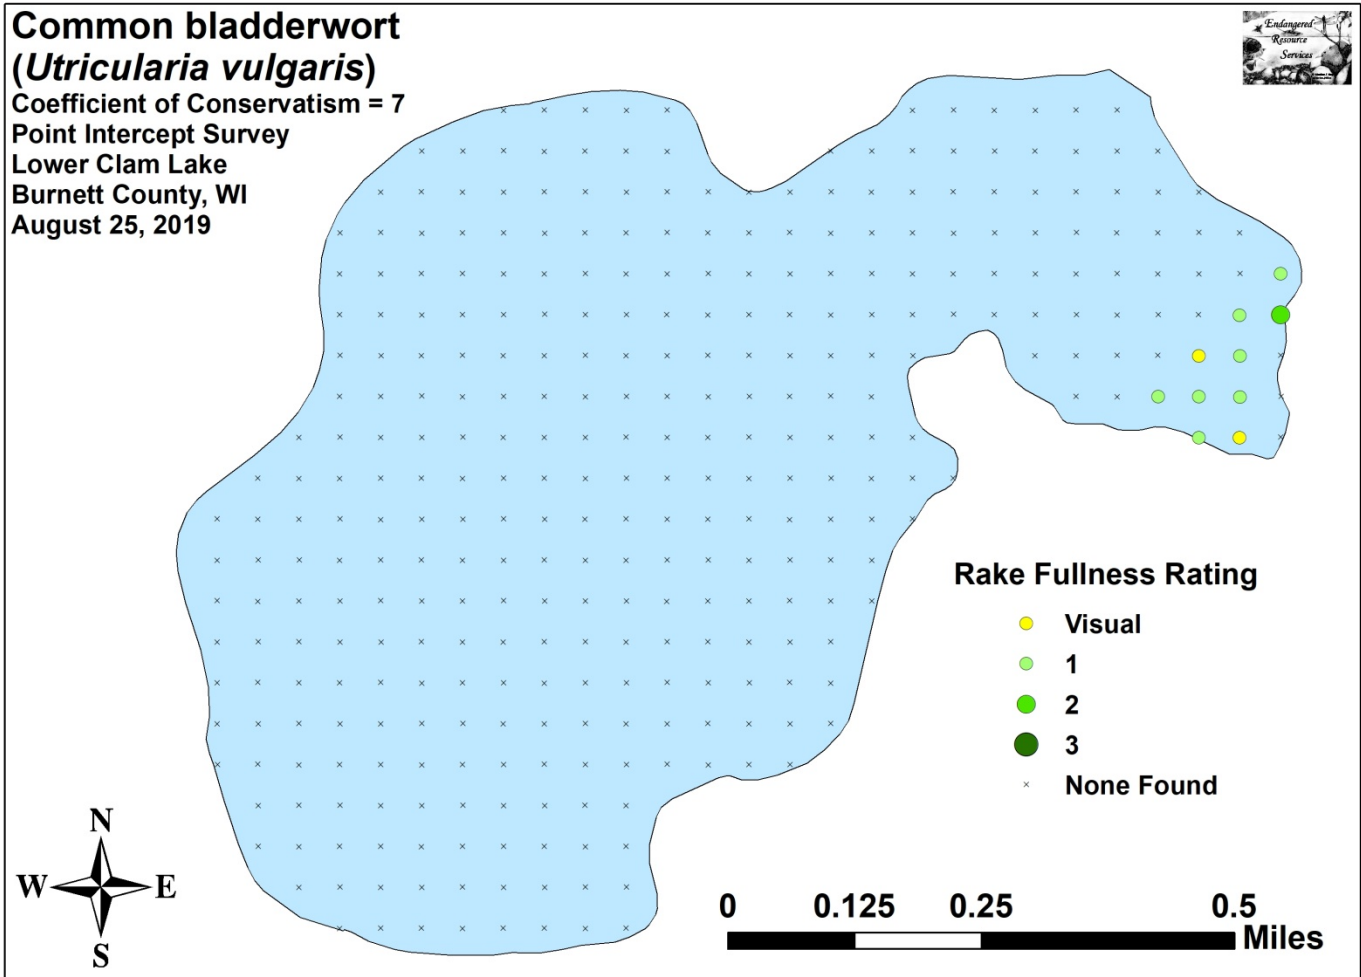 Common bladderwort
(Utricularia vulgaris)
Coefficient of Conservatism = 7
Point Intercept Survey
Lower Clam Lake
Burnett County, WI
August 25, 2019
Endangered
Resource
Services
Rake Fullness Rating
Visual
1
2
3
None Found
N
W E
S
0 0.125 0.25 0.5
Miles